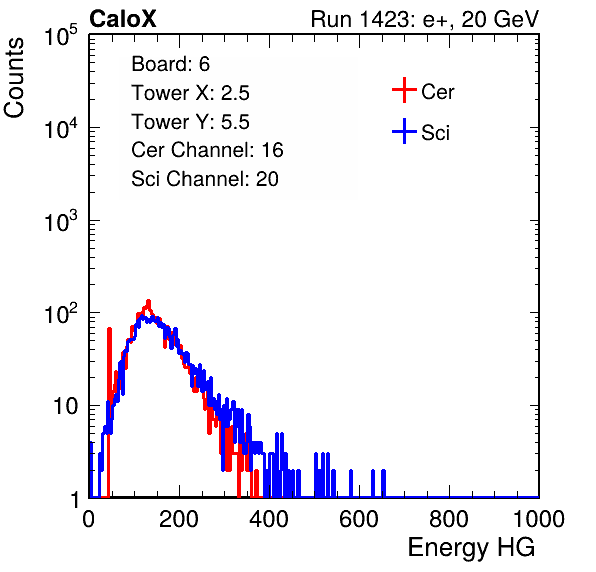 CaloX Run 1423: e+, 20 GeV
Counts
Board: 6
Tower X: 2.5
Tower Y: 5.5
Cer Channel: 16
Sci Channel: 20
Cer
Sci
10^5
10^4
10^3
10^2
10
1
0 200 400 600 800 1000
Energy HG